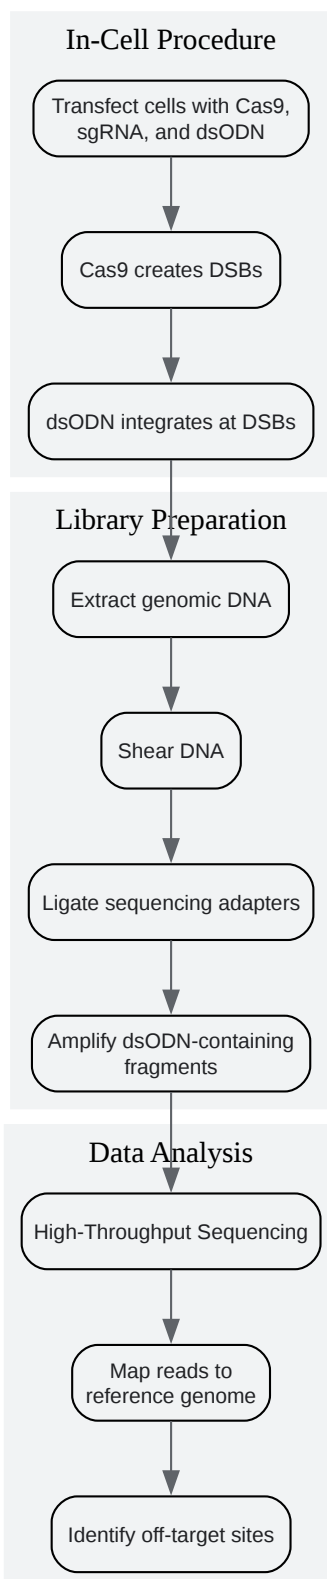 In-Cell Procedure
Transfect cells with Cas9,
sgRNA, and dsODN
Cas9 creates DSBs
dsODN integrates at DSBs
Library Preparation
Extract genomic DNA
Shear DNA
Ligate sequencing adapters
Amplify dsODN-containing
fragments
Data Analysis
High-Throughput Sequencing
Map reads to
reference genome
Identify off-target sites